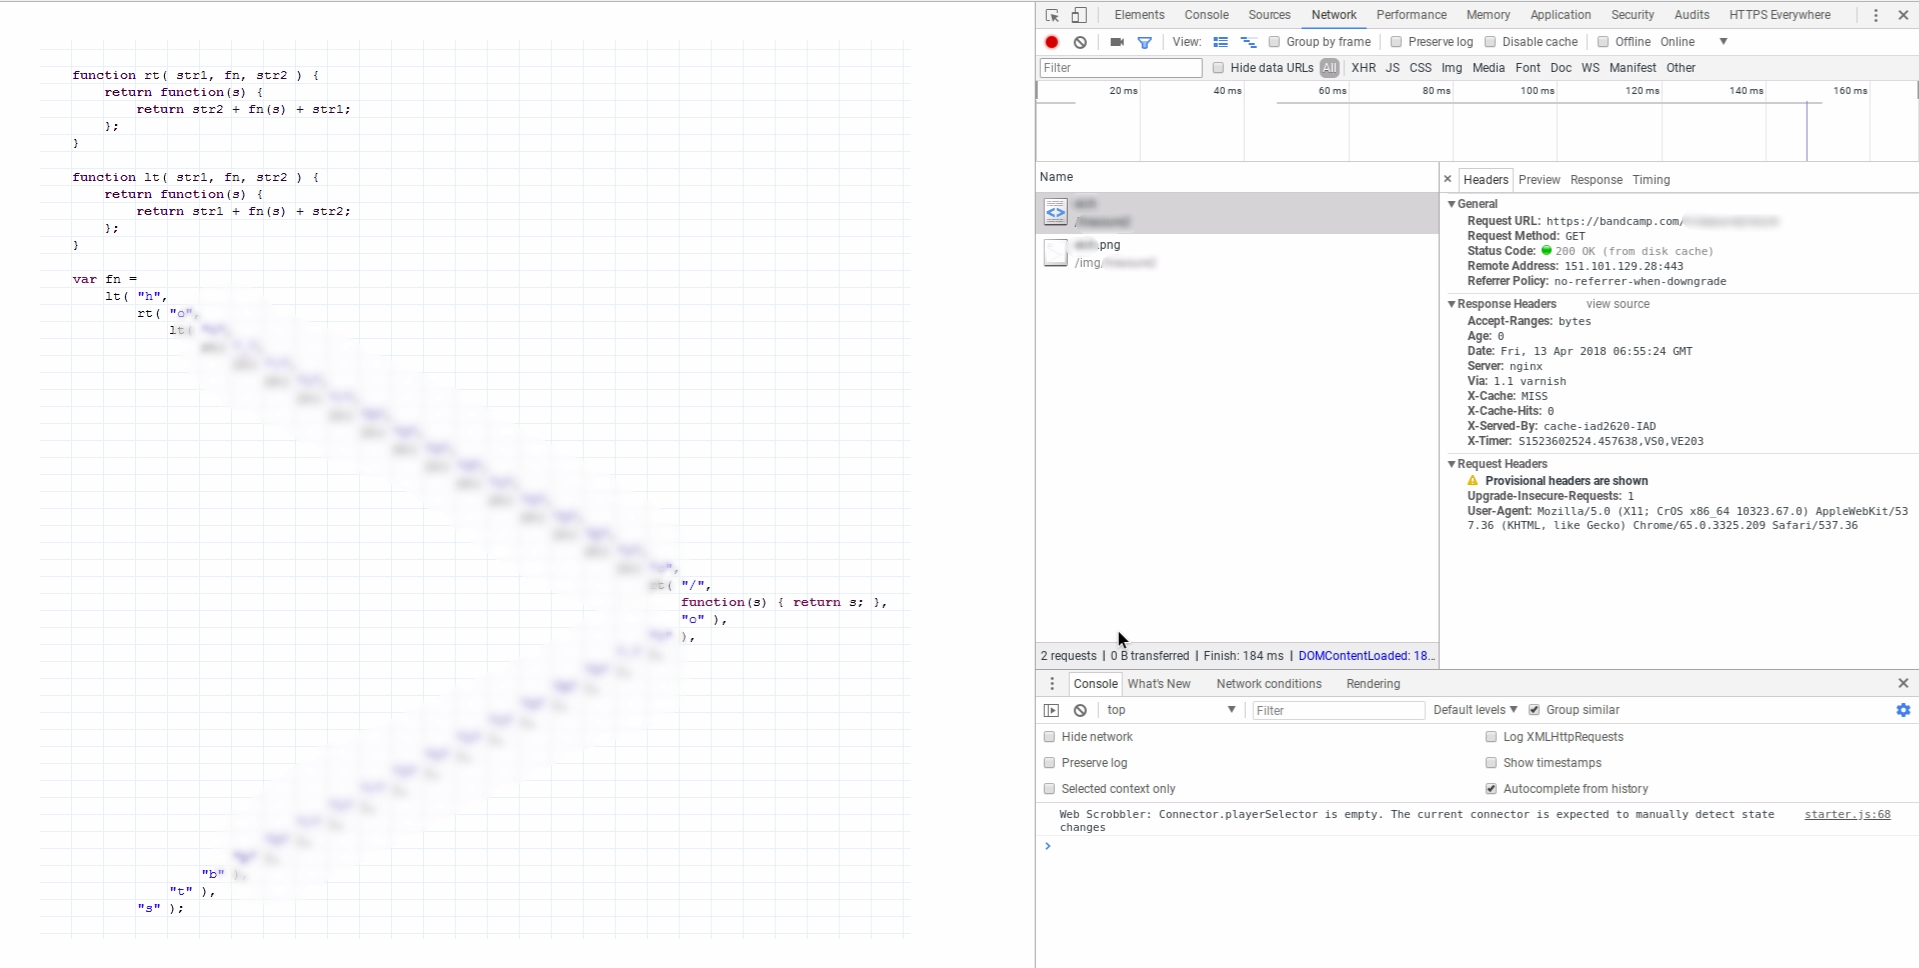 function rt( str1, fn, str2 ) {
return function(s) {
return str2 + fn(s) + str1;
};
}
function lt( str1, fn, str2 ) {
return function(s) {
return str1 + fn(s) + str2;
};
}
var fn =
lt( "h",
rt( "o",
lt(
"/",
function(s) { return s; },
"o" ),
),
"b" ),
"t" ),
"s" );
Elements Console Sources Network Performance Memory Application Security Audits HTTPS Everywhere
View: Group by frame Preserve log Disable cache Offline Online
Filter Hide data URLs All XHR JS CSS Img Media Font Doc WS Manifest Other
20 ms 40 ms 60 ms 80 ms 100 ms 120 ms 140 ms 160 ms
Name
/
.png
/img/
2 requests | 0 B transferred | Finish: 184 ms | DOMContentLoaded: 18...
× Headers Preview Response Timing
General
Request URL: https://bandcamp.com/
Request Method: GET
Status Code: 200 OK (from disk cache)
Remote Address: 151.101.129.28:443
Referrer Policy: no-referrer-when-downgrade
Response Headers view source
Accept-Ranges: bytes
Age: 0
Date: Fri, 13 Apr 2018 06:55:24 GMT
Server: nginx
Via: 1.1 varnish
X-Cache: MISS
X-Cache-Hits: 0
X-Served-By: cache-iad2620-IAD
X-Timer: S1523602524.457638,VS0,VE203
Request Headers
Provisional headers are shown
Upgrade-Insecure-Requests: 1
User-Agent: Mozilla/5.0 (X11; CrOS x86_64 10323.67.0) AppleWebKit/53
7.36 (KHTML, like Gecko) Chrome/65.0.3325.209 Safari/537.36
Console What's New Network conditions Rendering
top Filter Default levels Group similar
Hide network Log XMLHttpRequests
Preserve log Show timestamps
Selected context only Autocomplete from history
Web Scrobbler: Connector.playerSelector is empty. The current connector is expected to manually detect state starter.js:68
changes